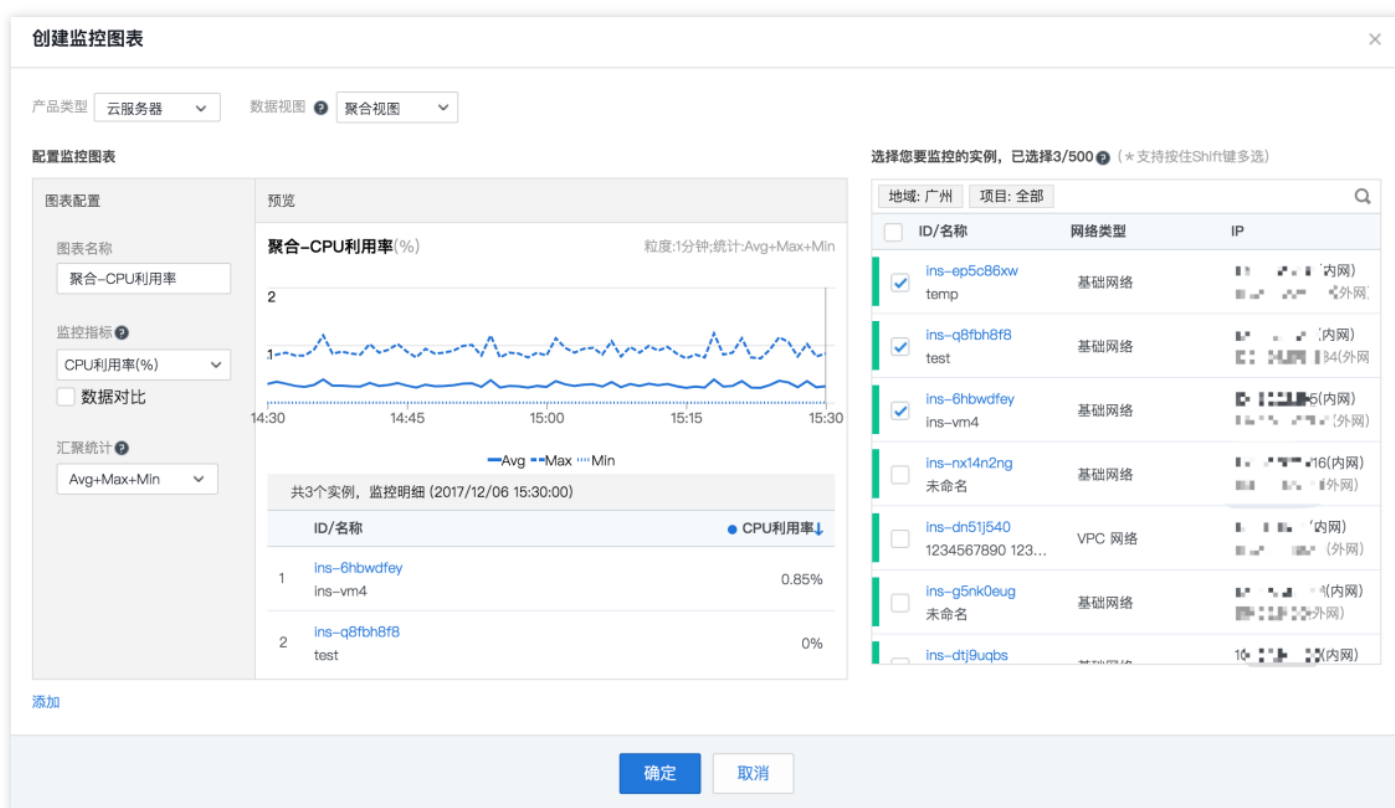 创建监控图表
产品类型 云服务器 数据视图 聚合视图
配置监控图表
图表配置
图表名称
聚合-CPU利用率
监控指标
CPU利用率(%)
数据对比
汇聚统计
Avg+Max+Min
预览
聚合-CPU利用率(%) 粒度:1分钟;统计:Avg+Max+Min
2
1
14:30 14:45 15:00 15:15 15:30
Avg Max Min
共3个实例，监控明细 (2017/12/06 15:30:00)
ID/名称 CPU利用率
1 ins-6hbwdfey 0.85%
ins-vm4
2 ins-q8fbh8f8 0%
test
添加
选择您要监控的实例，已选择3/500 (*支持按住Shift键多选)
地域: 广州 项目: 全部
ID/名称 网络类型 IP
ins-ep5c86xw 基础网络 内网)
temp 外网
ins-q8fbh8f8 基础网络 (内网)
test 34(外网
ins-6hbwdfey 基础网络 5(内网)
ins-vm4 (外网)
ins-nx14n2ng 基础网络 16(内网)
未命名 外网)
ins-dn51j540 VPC 网络 内网)
1234567890 123... (外网)
ins-g5nk0eug 基础网络 (内网)
未命名 外网)
ins-dtj9uqbs (内网)
确定 取消